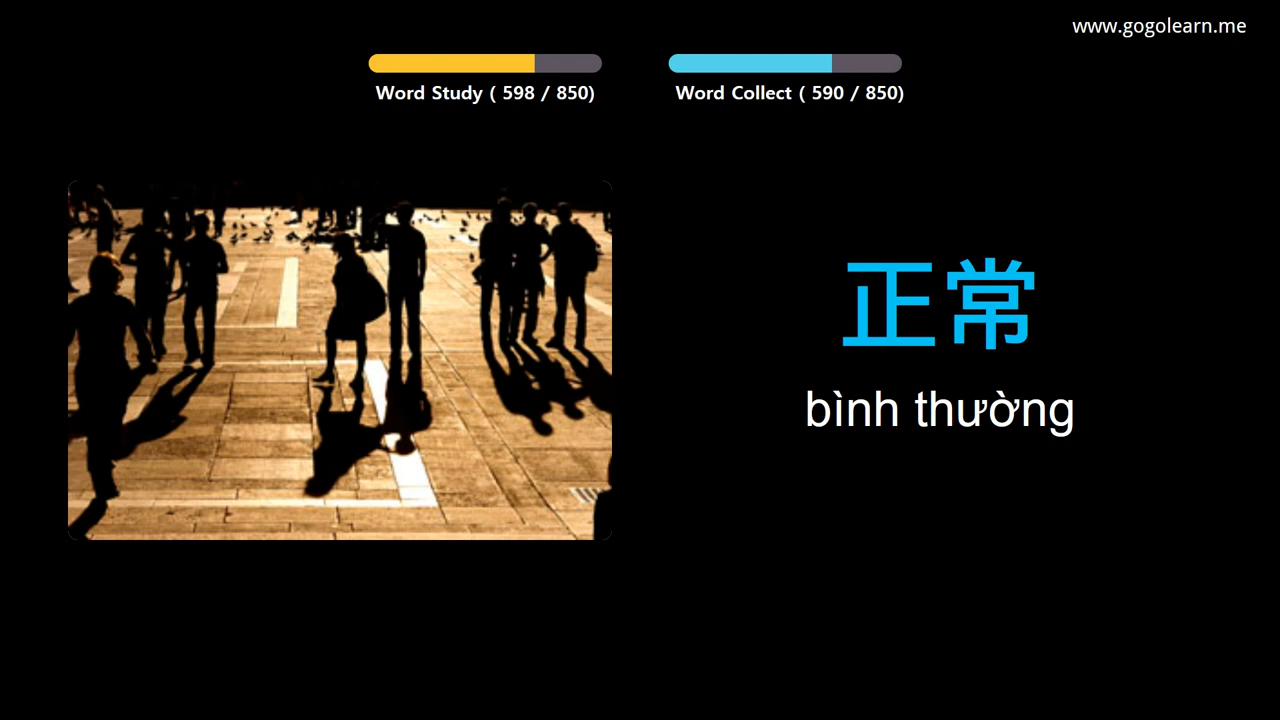 www.gogolearn.me
Word Study ( 598 / 850)
Word Collect ( 590 / 850)
正常
bình thường